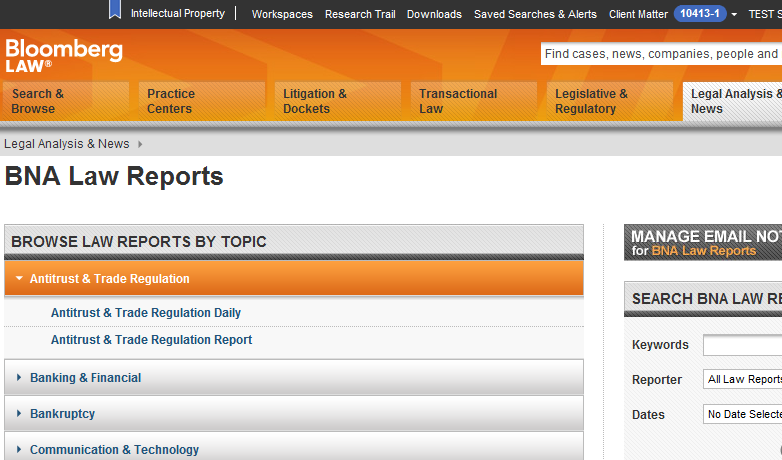 Intellectual Property Workspaces Research Trail Downloads Saved Searches & Alerts Client Matter 10413-1 TEST S
Bloomberg
LAW®
Find cases, news, companies, people and
Search &
Browse
Practice
Centers
Litigation &
Dockets
Transactional
Law
Legislative &
Regulatory
Legal Analysis &
News
Legal Analysis & News
BNA Law Reports
BROWSE LAW REPORTS BY TOPIC
Antitrust & Trade Regulation
Antitrust & Trade Regulation Daily
Antitrust & Trade Regulation Report
Banking & Financial
Bankruptcy
Communication & Technology
MANAGE EMAIL NOT
for BNA Law Reports
SEARCH BNA LAW RE
Keywords
Reporter All Law Reports
Dates No Date Selecte